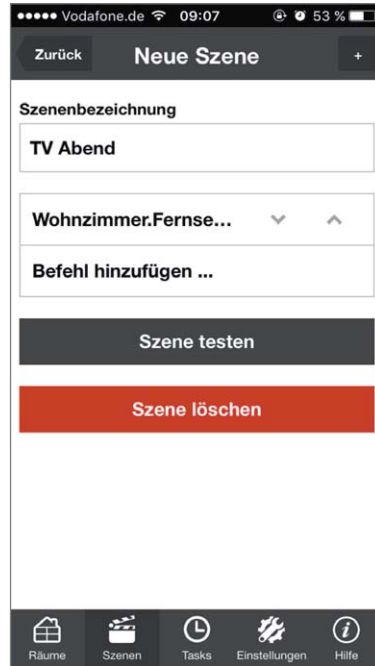 Vodafone.de 09:07 53 %
Zurück Neue Szene +
Szenenbezeichnung
TV Abend
Wohnzimmer.Fernse...
Befehl hinzufügen ...
Szene testen
Szene löschen
Räume Szenen Tasks Einstellungen Hilfe